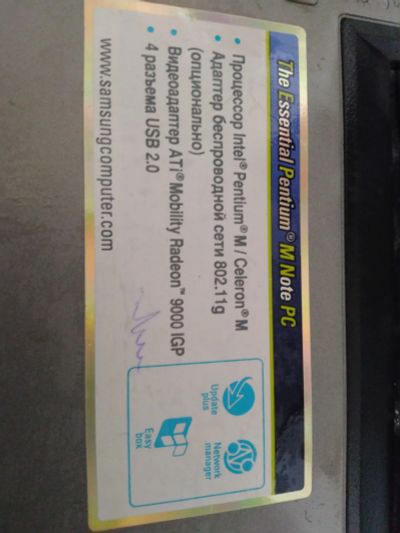 The Essential Pentium® M Note PC
• Процессор Intel® Pentium® M / Celeron® M
• Адаптер беспроводной сети 802.11g
(опционально)
• Видеоадаптер ATi® Mobility Radeon™ 9000 IGP
• 4 разъема USB 2.0
www.samsungcomputer.com
Update
plus
Network
manager
Easy
box